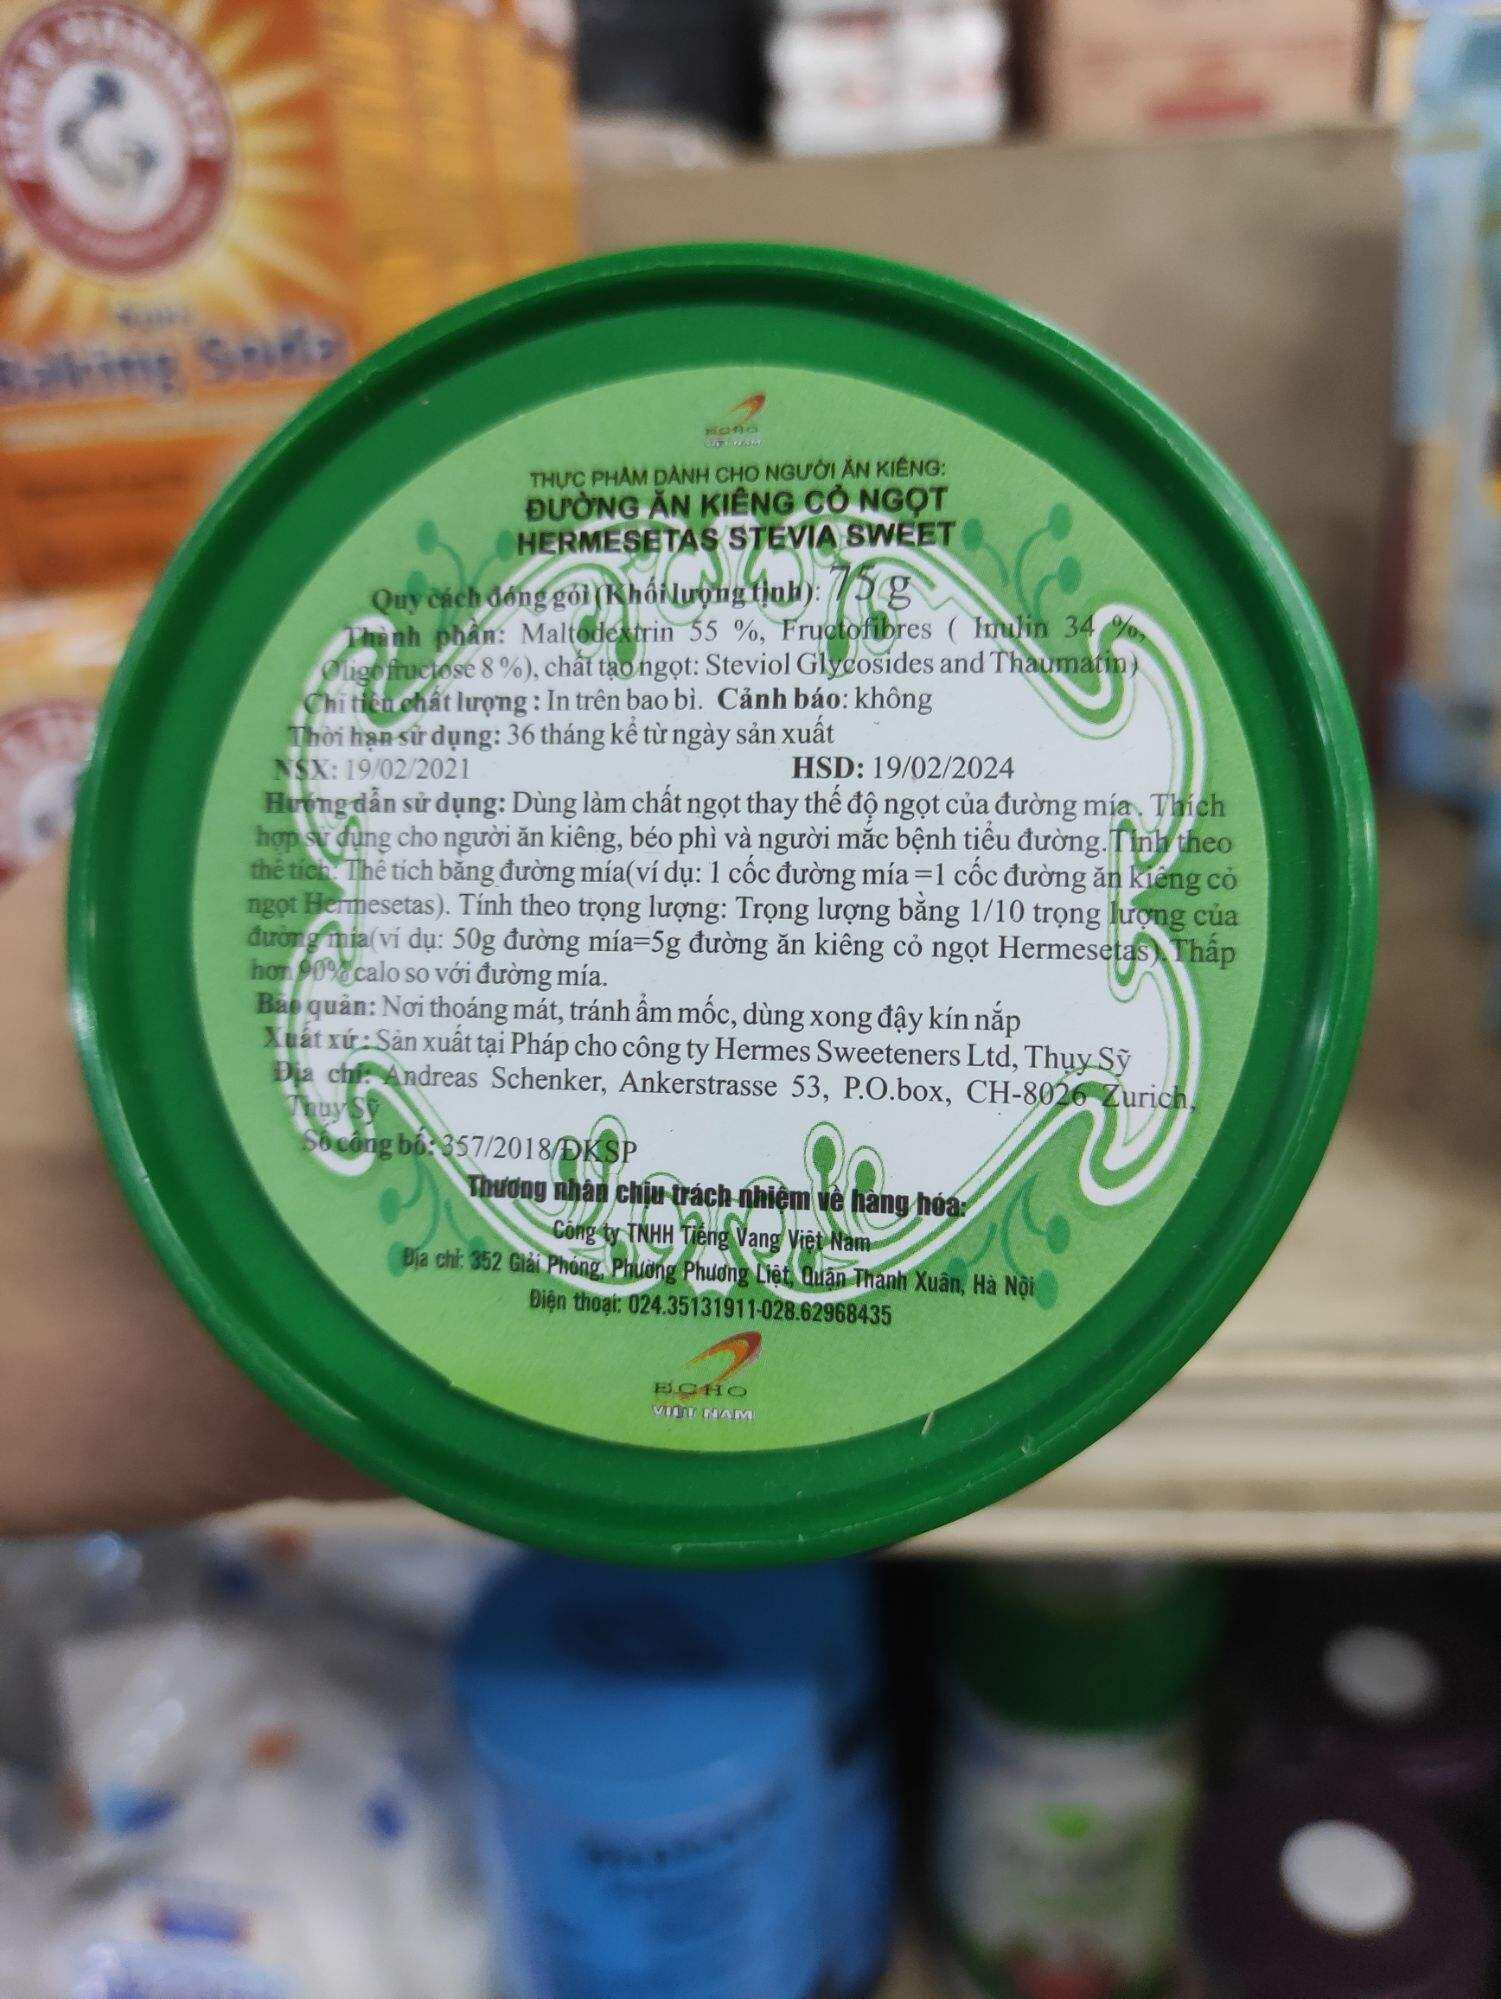 Baking Soda
ECHO
VIỆT NAM
THỰC PHẨM DÀNH CHO NGƯỜI ĂN KIÊNG:
ĐƯỜNG ĂN KIÊNG CỎ NGỌT
HERMESETAS STEVIA SWEET
Quy cách đóng gói (Khối lượng tịnh): 75 g
Thành phần: Maltodextrin 55 %, Fructofibres ( Inulin 34 %,
Oligofructose 8 %), chất tạo ngọt: Steviol Glycosides and Thaumatin)
Chỉ tiêu chất lượng : In trên bao bì. Cảnh báo: không
Thời hạn sử dụng: 36 tháng kể từ ngày sản xuất
NSX: 19/02/2021 HSD: 19/02/2024
Hướng dẫn sử dụng: Dùng làm chất ngọt thay thế độ ngọt của đường mía . Thích
hợp sử dụng cho người ăn kiêng, béo phì và người mắc bệnh tiểu đường.Tính theo
thể tích: Thể tích bằng đường mía(ví dụ: 1 cốc đường mía =1 cốc đường ăn kiêng cỏ
ngọt Hermesetas). Tính theo trọng lượng: Trọng lượng bằng 1/10 trọng lượng của
đường mía(ví dụ: 50g đường mía=5g đường ăn kiêng cỏ ngọt Hermesetas).Thấp
hơn 90% calo so với đường mía.
Bảo quản: Nơi thoáng mát, tránh ẩm mốc, dùng xong đậy kín nắp
Xuất xứ : Sản xuất tại Pháp cho công ty Hermes Sweeteners Ltd, Thụy Sỹ
Địa chỉ: Andreas Schenker, Ankerstrasse 53, P.O.box, CH-8026 Zurich,
Thụy Sỹ
Số công bố: 357/2018/ĐKSP
Thương nhân chịu trách nhiệm về hàng hóa:
Công ty TNHH Tiếng Vang Việt Nam
Địa chỉ: 352 Giải Phóng, Phường Phương Liệt, Quận Thanh Xuân, Hà Nội
Điện thoại: 024.35131911-028.62968435
ECHO
VIỆT NAM